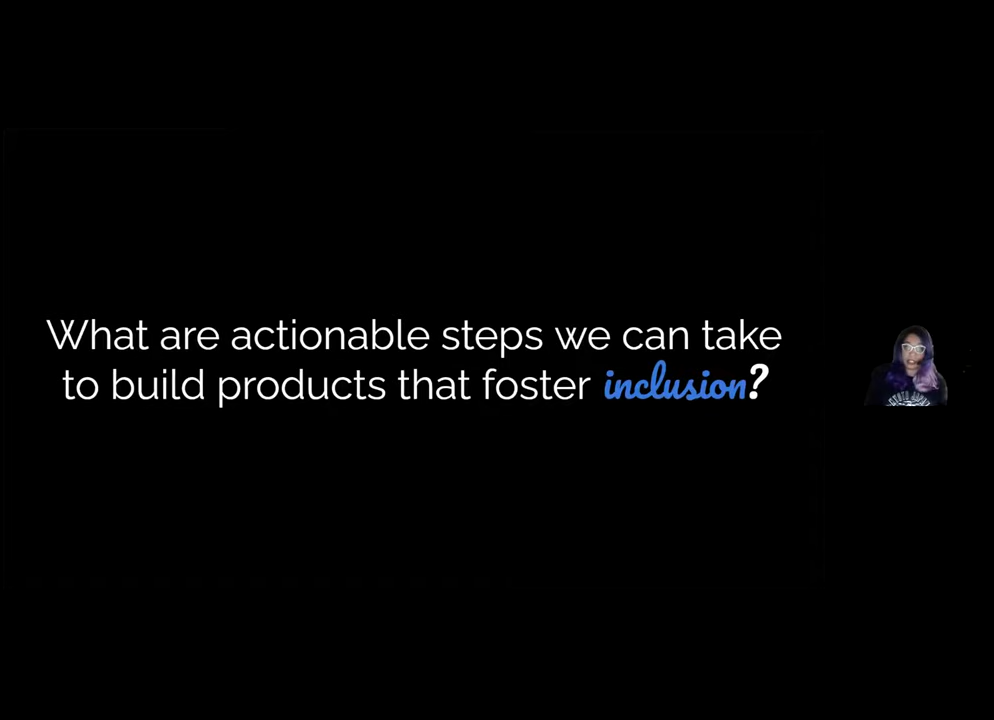 What are actionable steps we can take
to build products that foster inclusion?